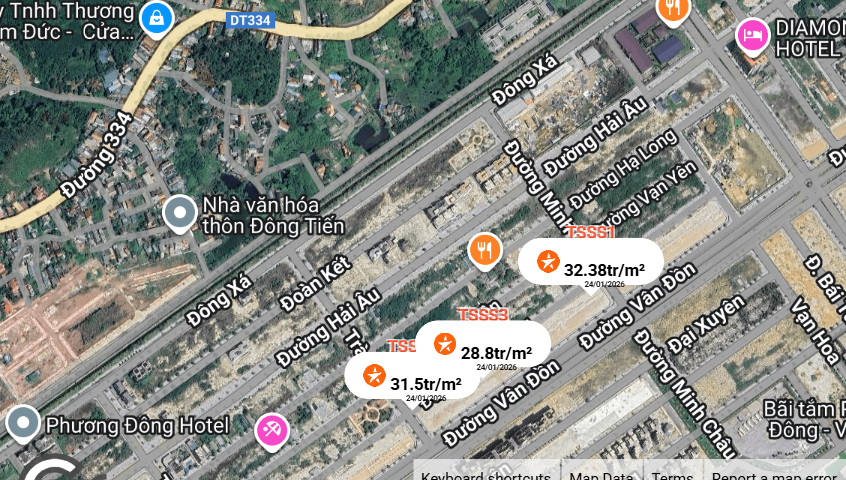 Tnhh Thương
m Đức - Cửa...
DT334
DIAMON
HOTEL
Đông Xá
Đường Hải Âu
Đường 334
Đường Hạ Long
Đường Minh
ường Vạn Yên
Nhà văn hóa
thôn Đông Tiến
TSSS1
32.38tr/m²
24/01/2026
Đông Xá
Đoàn Kết
Đường Hải Âu
Đường Vân Đồn
Đ. Bái
Đại Xuyên
Vạn Hoa
TSSS3
28.8tr/m²
24/01/2026
TSS
31.5tr/m²
24/01/2026
Đường Vân Đồn
Đường Minh Châu
Phương Đông Hotel
Bãi tắm P
Đông - V
Keyboard shortcuts
Map Data
Terms
Report a map error